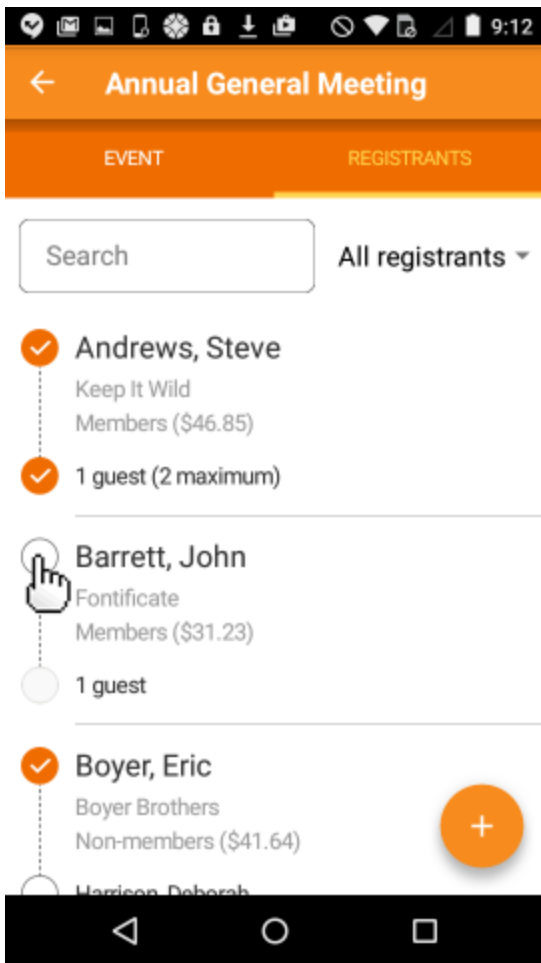 9:12
Annual General Meeting
EVENT
REGISTRANTS
Search
All registrants
Andrews, Steve
Keep It Wild
Members ($46.85)
1 guest (2 maximum)
Barrett, John
Fontificate
Members ($31.23)
1 guest
Boyer, Eric
Boyer Brothers
Non-members ($41.64)
+
Harrison, Deborah